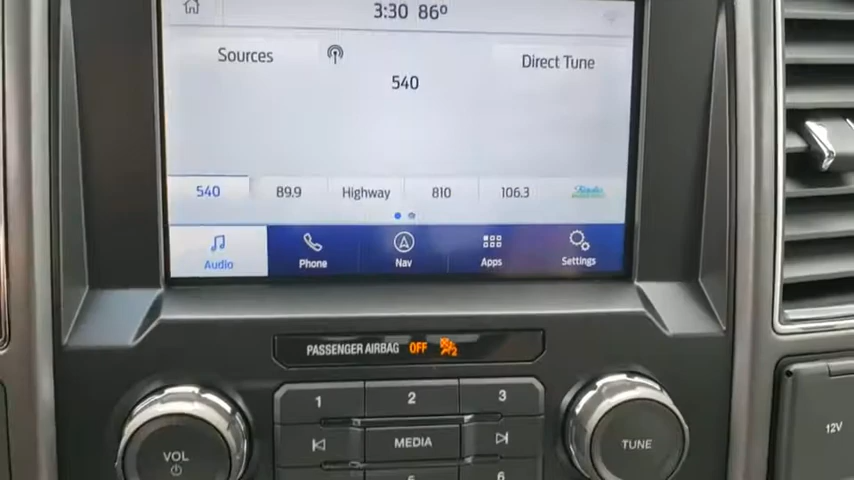 3:30 86°
Sources
Direct Tune
540
540 89.9 Highway 810 106.3
Audio Phone Nav Apps Settings
PASSENGER AIRBAG OFF 2
1 2 3
MEDIA
VOL
TUNE
12V